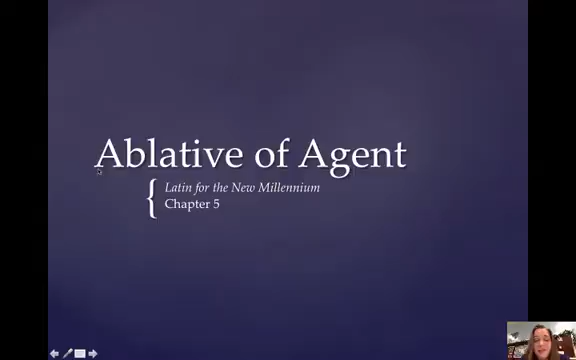 Ablative of Agent
Latin for the New Millennium
Chapter 5